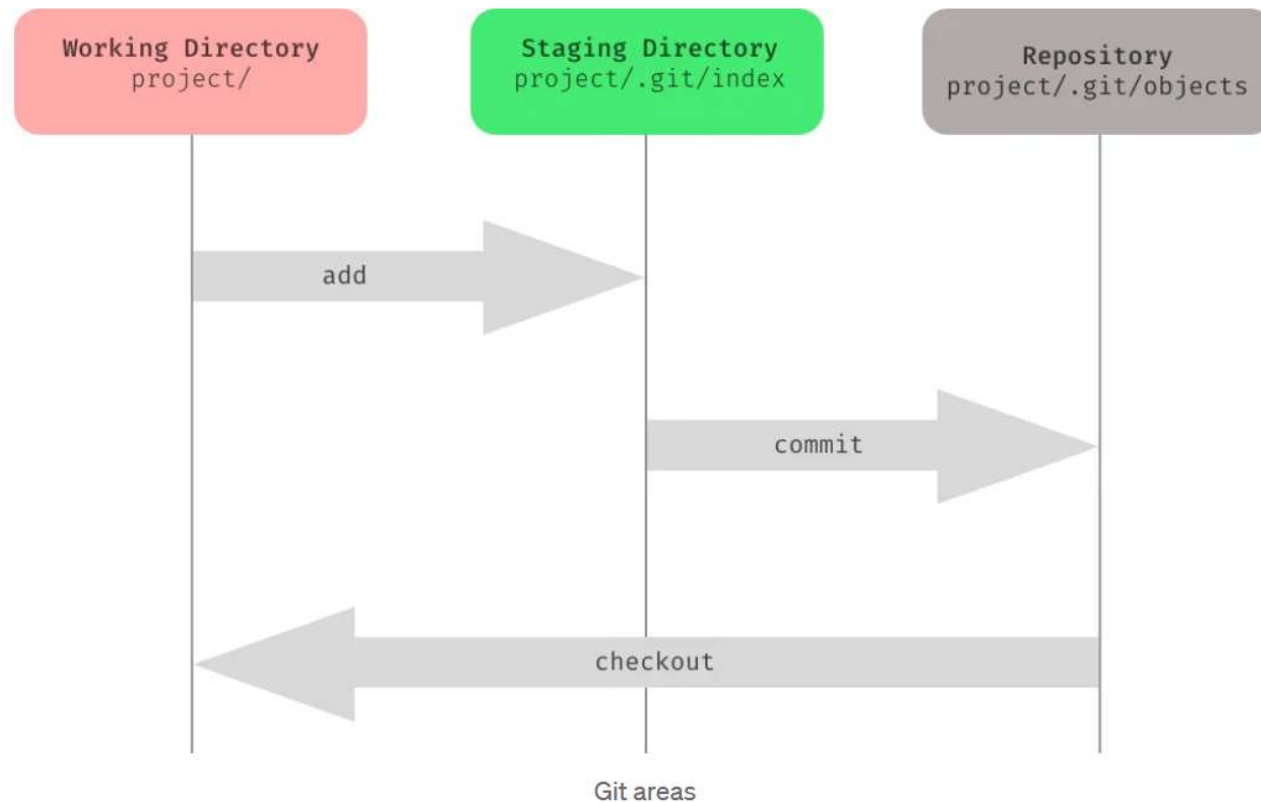 Working Directory
project/
Staging Directory
project/.git/index
Repository
project/.git/objects
add
commit
checkout
Git areas